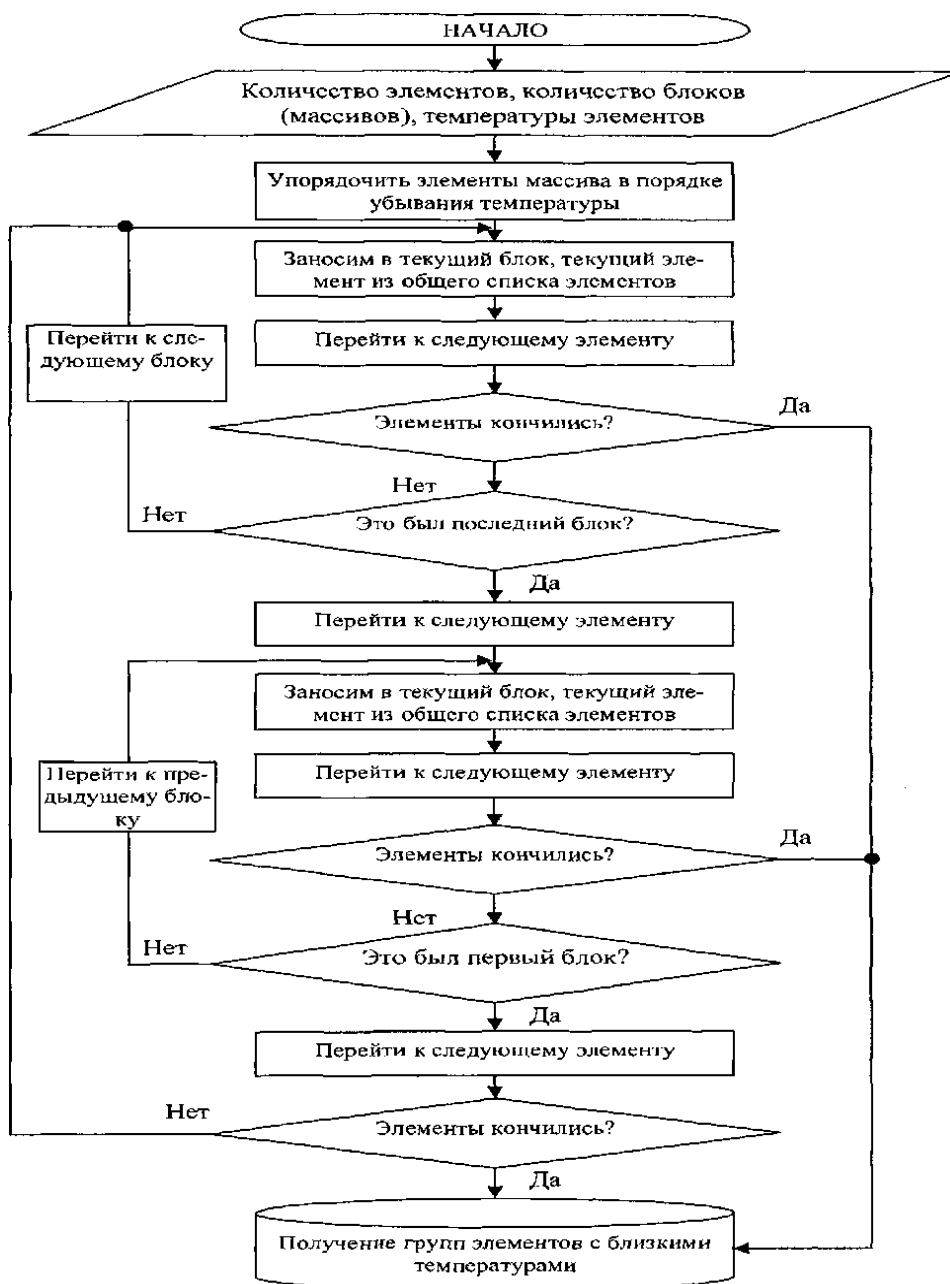 НАЧАЛО
Количество элементов, количество блоков
(массивов), температуры элементов
Упорядочить элементы массива в порядке
убывания температуры
Заносим в текущий блок, текущий эле-
мент из общего списка элементов
Перейти к сле-
дующему блоку
Перейти к следующему элементу
Элементы кончились?
Да
Нет
Это был последний блок?
Нет
Да
Перейти к следующему элементу
Заносим в текущий блок, текущий эле-
мент из общего списка элементов
Перейти к пре-
дыдущему бло-
ку
Перейти к следующему элементу
Элементы кончились?
Да
Нет
Это был первый блок?
Нет
Да
Перейти к следующему элементу
Элементы кончились?
Нет
Да
Получение групп элементов с близкими
температурами